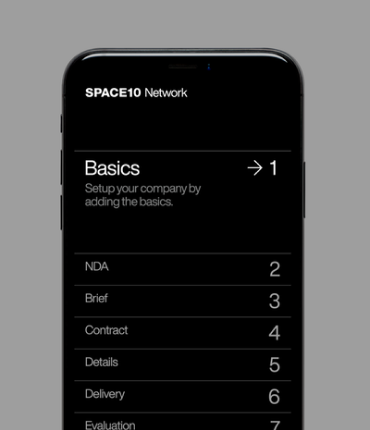 SPACE10 Network
Basics → 1
Setup your company by
adding the basics.
NDA 2
Brief 3
Contract 4
Details 5
Delivery 6
Evaluation 7